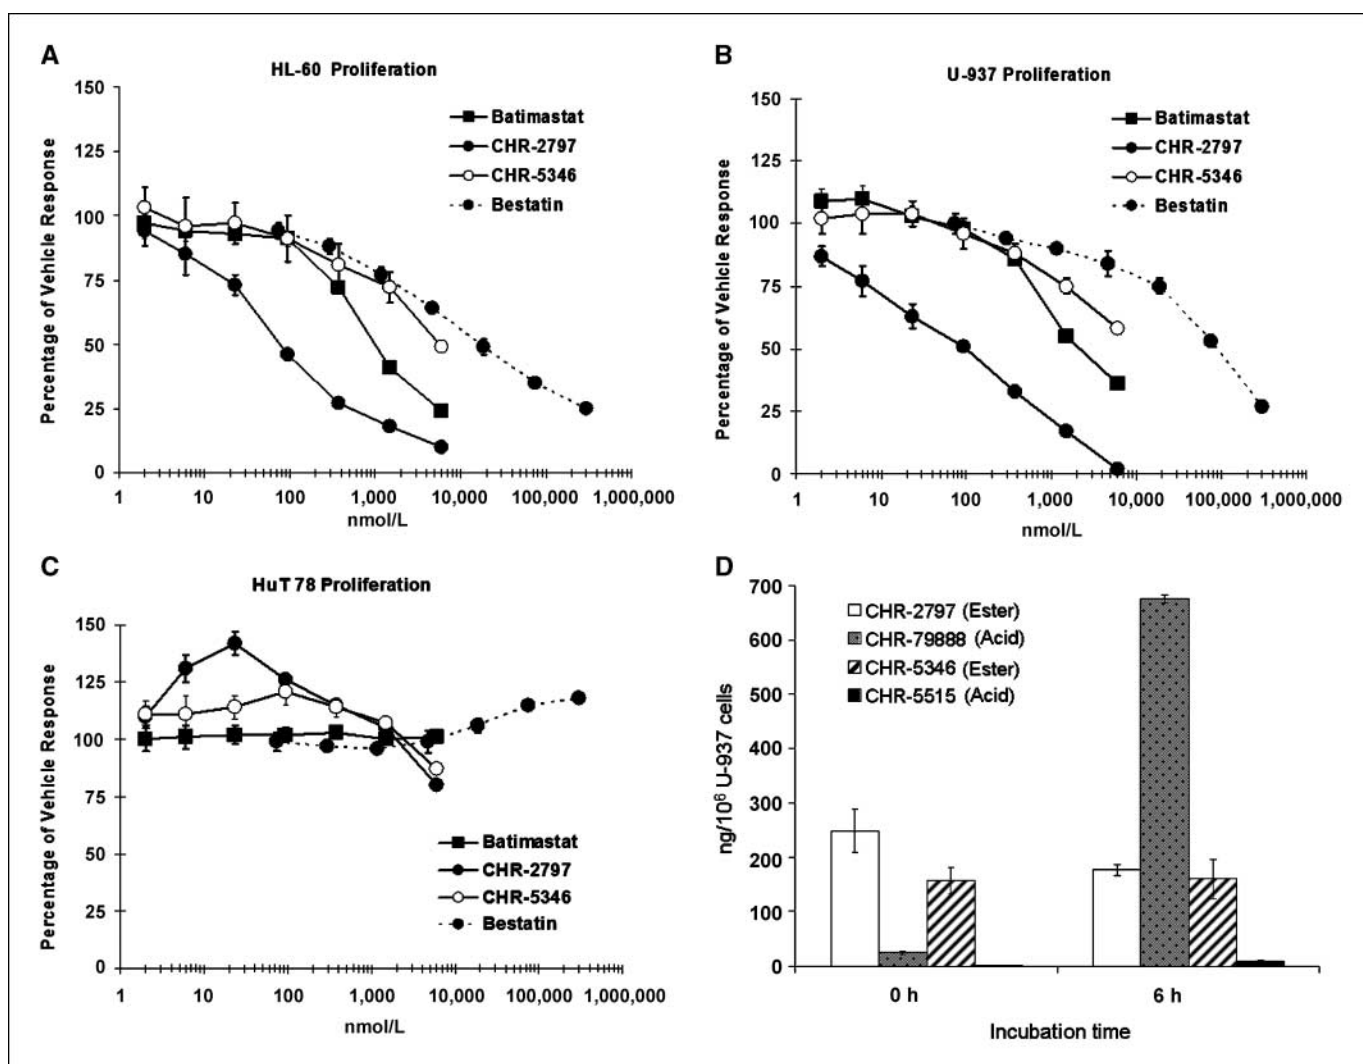 A
HL-60 Proliferation
150
125
100
75
50
25
0
Percentage of Vehicle Response
1 10 100 1,000 10,000 100,000 1,000,000
nmol/L
Batimastat
CHR-2797
CHR-5346
Bestatin
B
U-937 Proliferation
150
125
100
75
50
25
0
Percentage of Vehicle Response
1 10 100 1,000 10,000 100,000 1,000,000
nmol/L
Batimastat
CHR-2797
CHR-5346
Bestatin
C
HuT 78 Proliferation
150
125
100
75
50
25
0
Percentage of Vehicle Response
1 10 100 1,000 10,000 100,000 1,000,000
nmol/L
Batimastat
CHR-2797
CHR-5346
Bestatin
D
700
600
500
400
300
200
100
0
ng/10⁶ U-937 cells
CHR-2797 (Ester)
CHR-79888 (Acid)
CHR-5346 (Ester)
CHR-5515 (Acid)
0 h 6 h
Incubation time